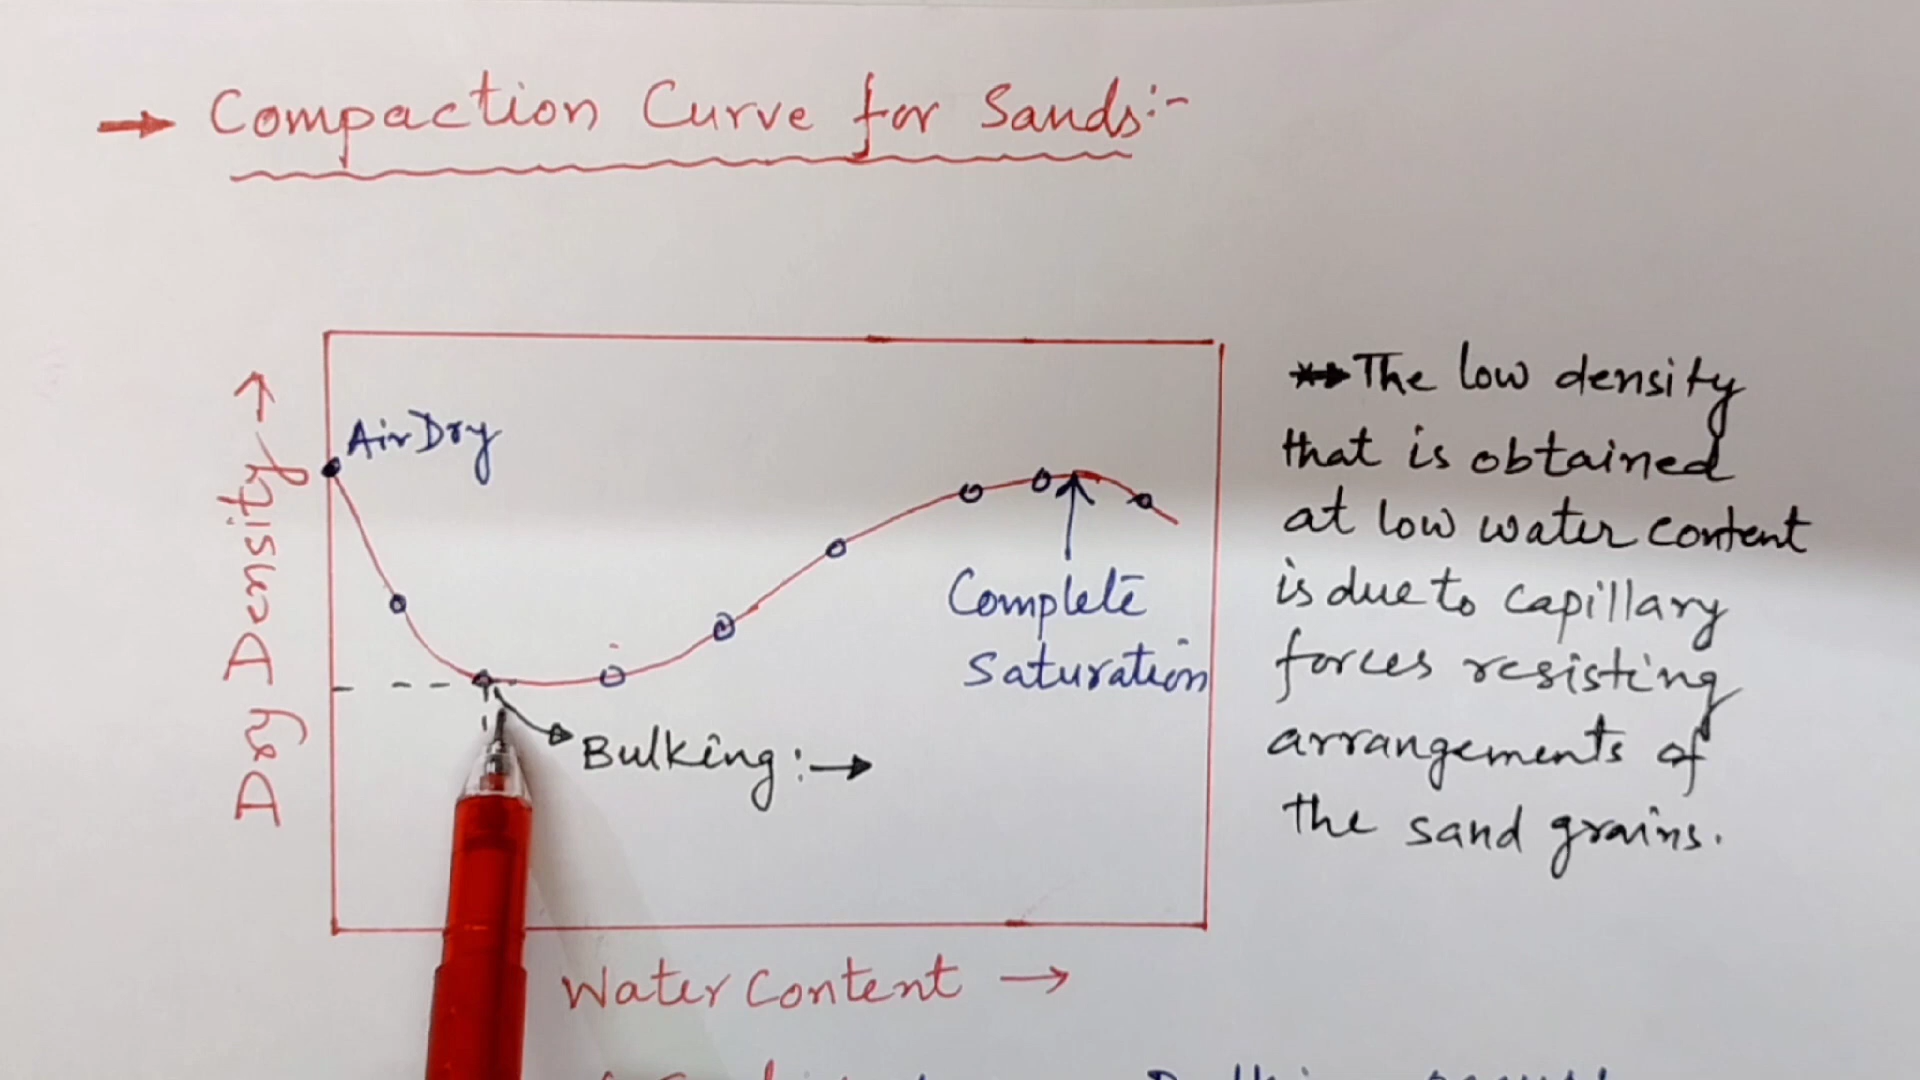 → Compaction Curve for Sands:-
Dry Density →
Air Dry
Complete
Saturation
Bulking:→
Water Content →
The low density
that is obtained
at low water content
is due to capillary
forces resisting
arrangements of
the sand grains.